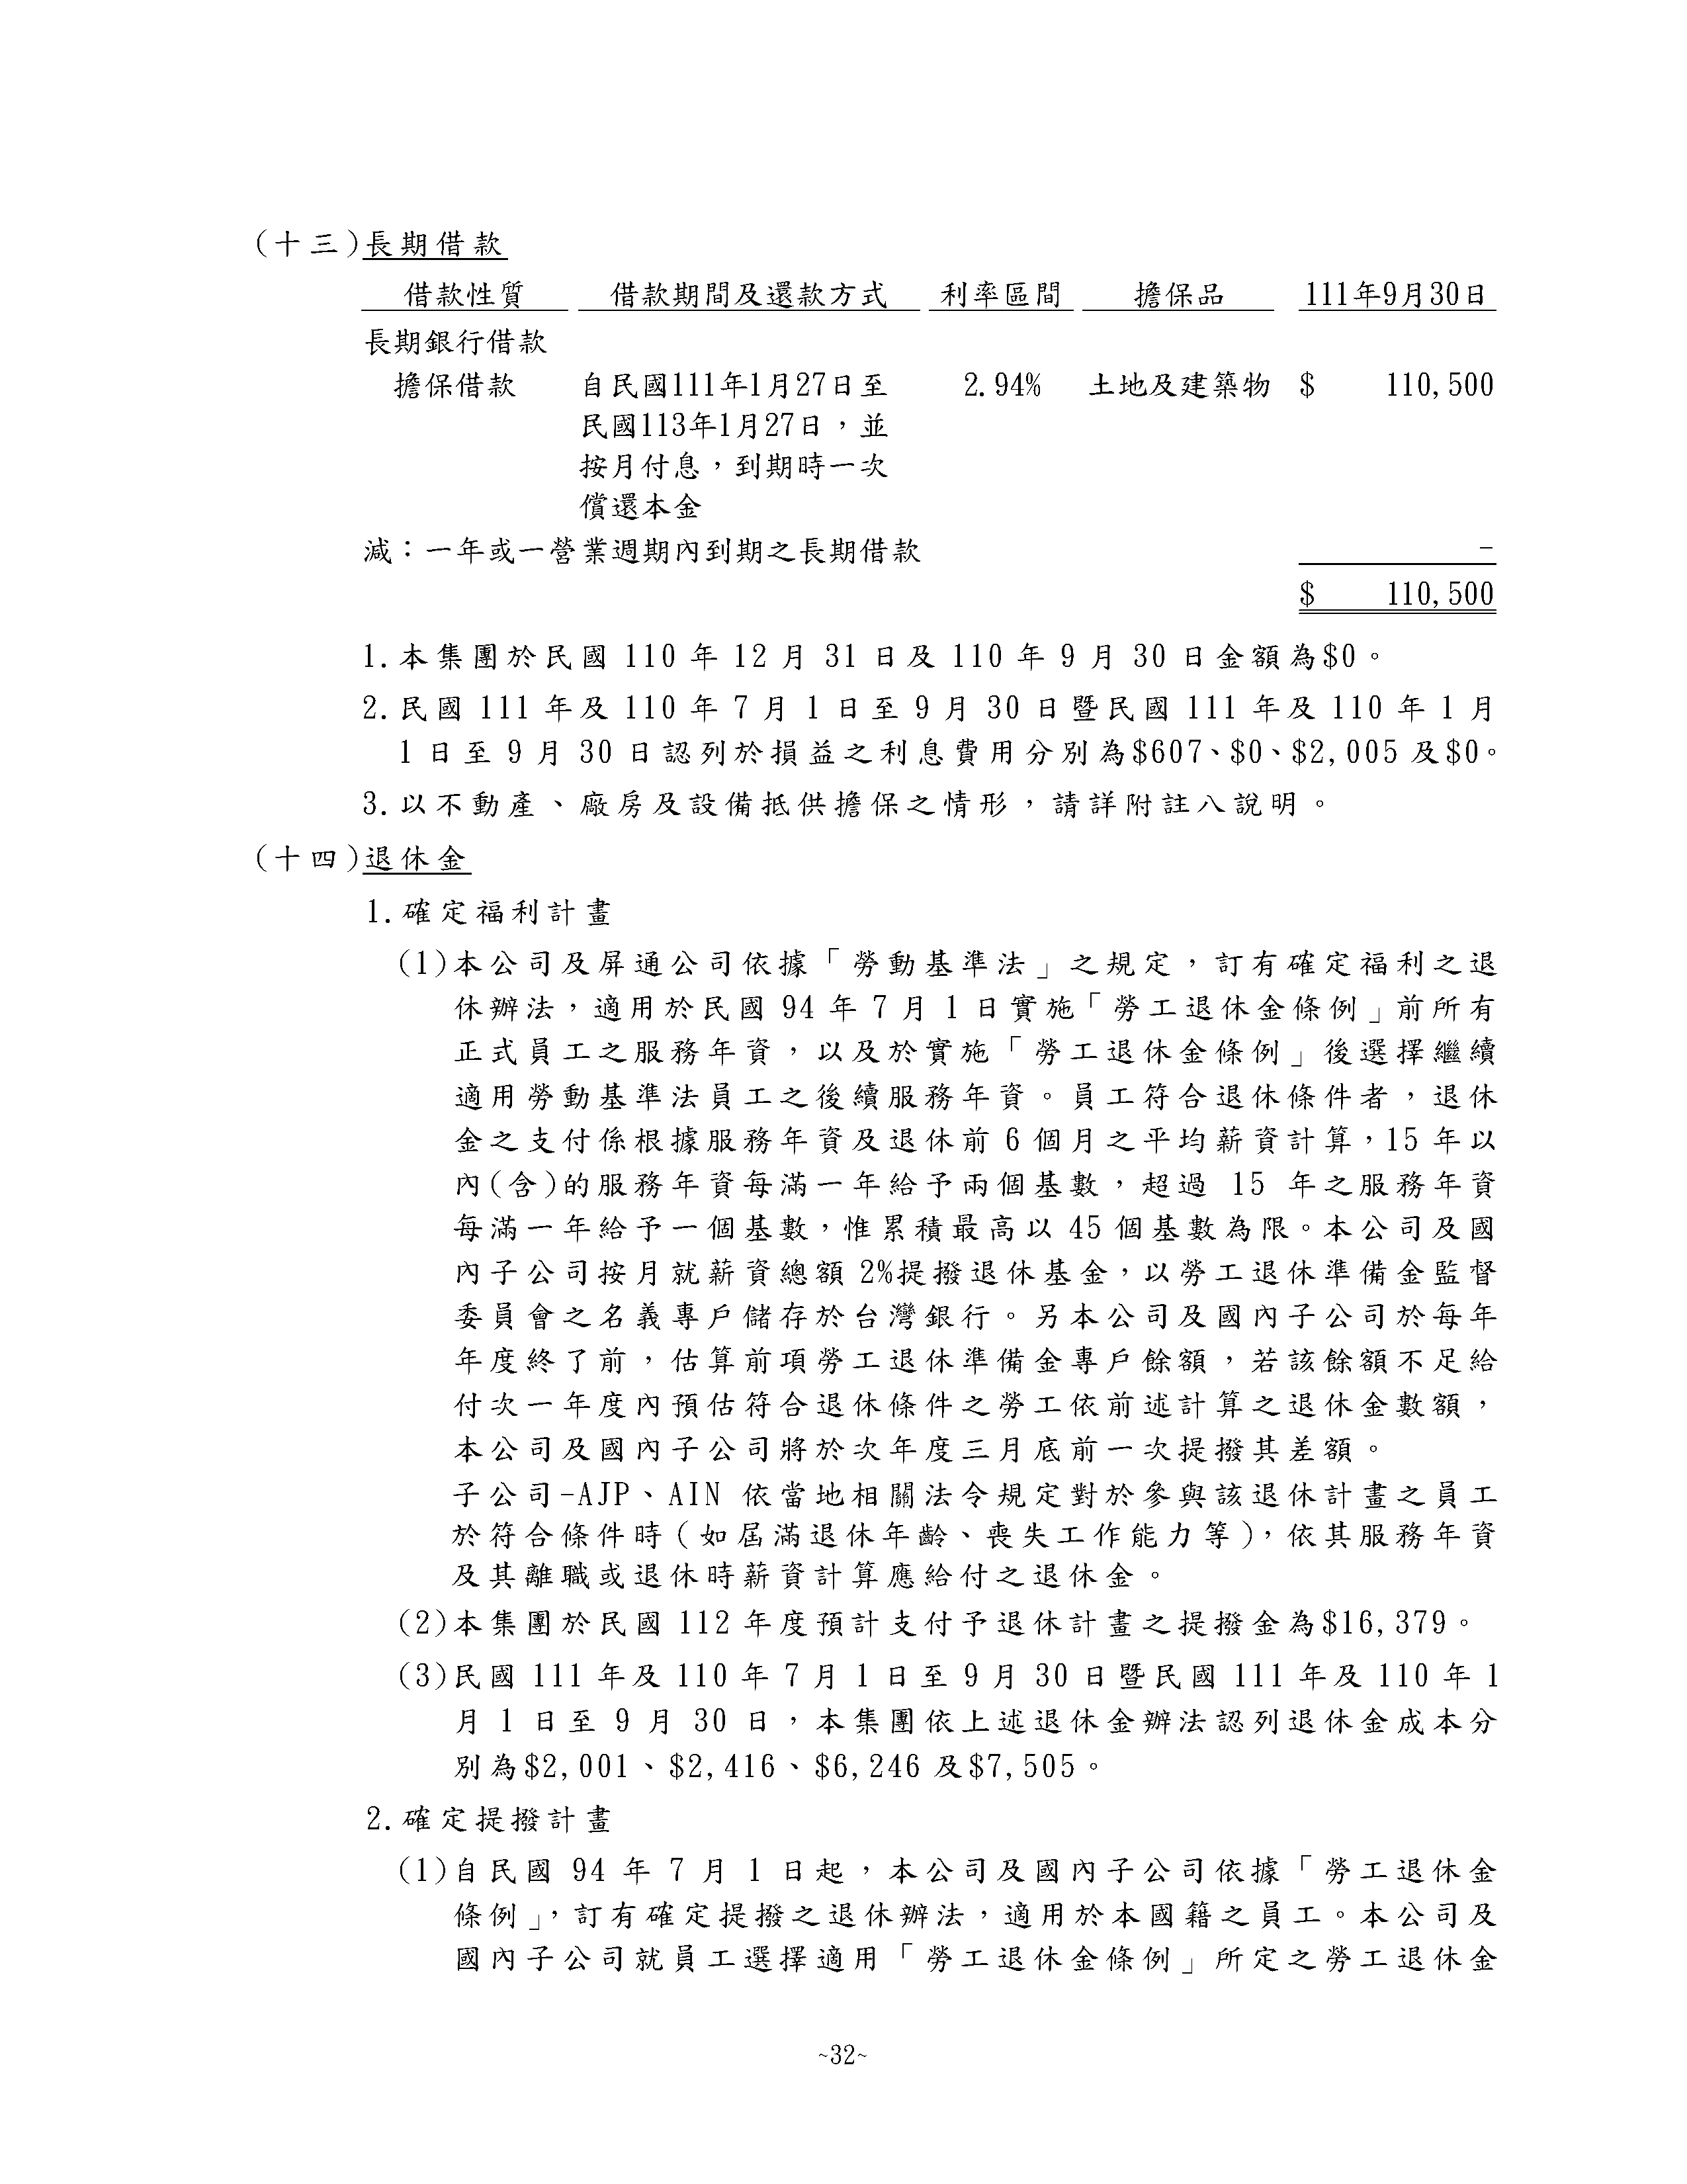 (十三)長期借款
借款性質 借款期間及還款方式 利率區間 擔保品 111年9月30日
長期銀行借款
擔保借款 自民國111年1月27日至 2.94% 土地及建築物 $ 110,500
民國113年1月27日，並
按月付息，到期時一次
償還本金
減：一年或一營業週期內到期之長期借款 -
$ 110,500
1.本集團於民國 110 年 12 月 31 日及 110 年 9 月 30 日金額為$0。
2.民國 111 年及 110 年 7 月 1 日至 9 月 30 日暨民國 111 年及 110 年 1 月
1 日至 9 月 30 日認列於損益之利息費用分別為$607、$0、$2,005 及$0。
3.以不動產、廠房及設備抵供擔保之情形，請詳附註八說明。
(十四)退休金
1.確定福利計畫
(1)本公司及屏通公司依據「勞動基準法」之規定，訂有確定福利之退
休辦法，適用於民國 94 年 7 月 1 日實施「勞工退休金條例」前所有
正式員工之服務年資，以及於實施「勞工退休金條例」後選擇繼續
適用勞動基準法員工之後續服務年資。員工符合退休條件者，退休
金之支付係根據服務年資及退休前 6 個月之平均薪資計算，15 年以
內(含)的服務年資每滿一年給予兩個基數，超過 15 年之服務年資
每滿一年給予一個基數，惟累積最高以 45 個基數為限。本公司及國
內子公司按月就薪資總額 2%提撥退休基金，以勞工退休準備金監督
委員會之名義專戶儲存於台灣銀行。另本公司及國內子公司於每年
年度終了前，估算前項勞工退休準備金專戶餘額，若該餘額不足給
付次一年度內預估符合退休條件之勞工依前述計算之退休金數額，
本公司及國內子公司將於次年度三月底前一次提撥其差額。
子公司-AJP、AIN 依當地相關法令規定對於參與該退休計畫之員工
於符合條件時(如屆滿退休年齡、喪失工作能力等)，依其服務年資
及其離職或退休時薪資計算應給付之退休金。
(2)本集團於民國 112 年度預計支付予退休計畫之提撥金為$16,379。
(3)民國 111 年及 110 年 7 月 1 日至 9 月 30 日暨民國 111 年及 110 年 1
月 1 日至 9 月 30 日，本集團依上述退休金辦法認列退休金成本分
別為$2,001、$2,416、$6,246 及$7,505。
2.確定提撥計畫
(1)自民國 94 年 7 月 1 日起，本公司及國內子公司依據「勞工退休金
條例」，訂有確定提撥之退休辦法，適用於本國籍之員工。本公司及
國內子公司就員工選擇適用「勞工退休金條例」所定之勞工退休金
~32~